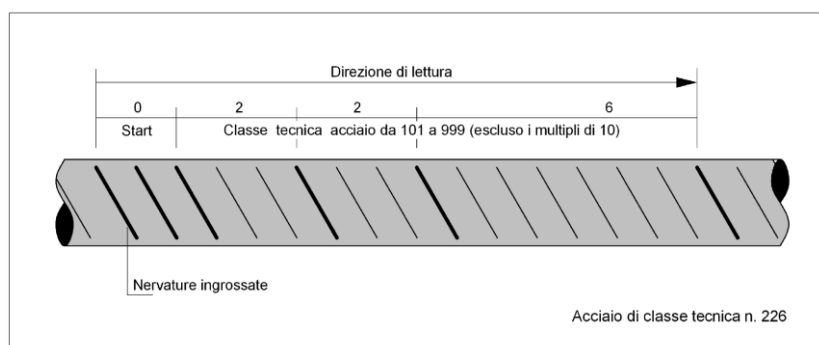 Direzione di lettura
0 2 2 6
Start Classe tecnica acciaio da 101 a 999 (escluso i multipli di 10)
Nervature ingrossate
Acciaio di classe tecnica n. 226